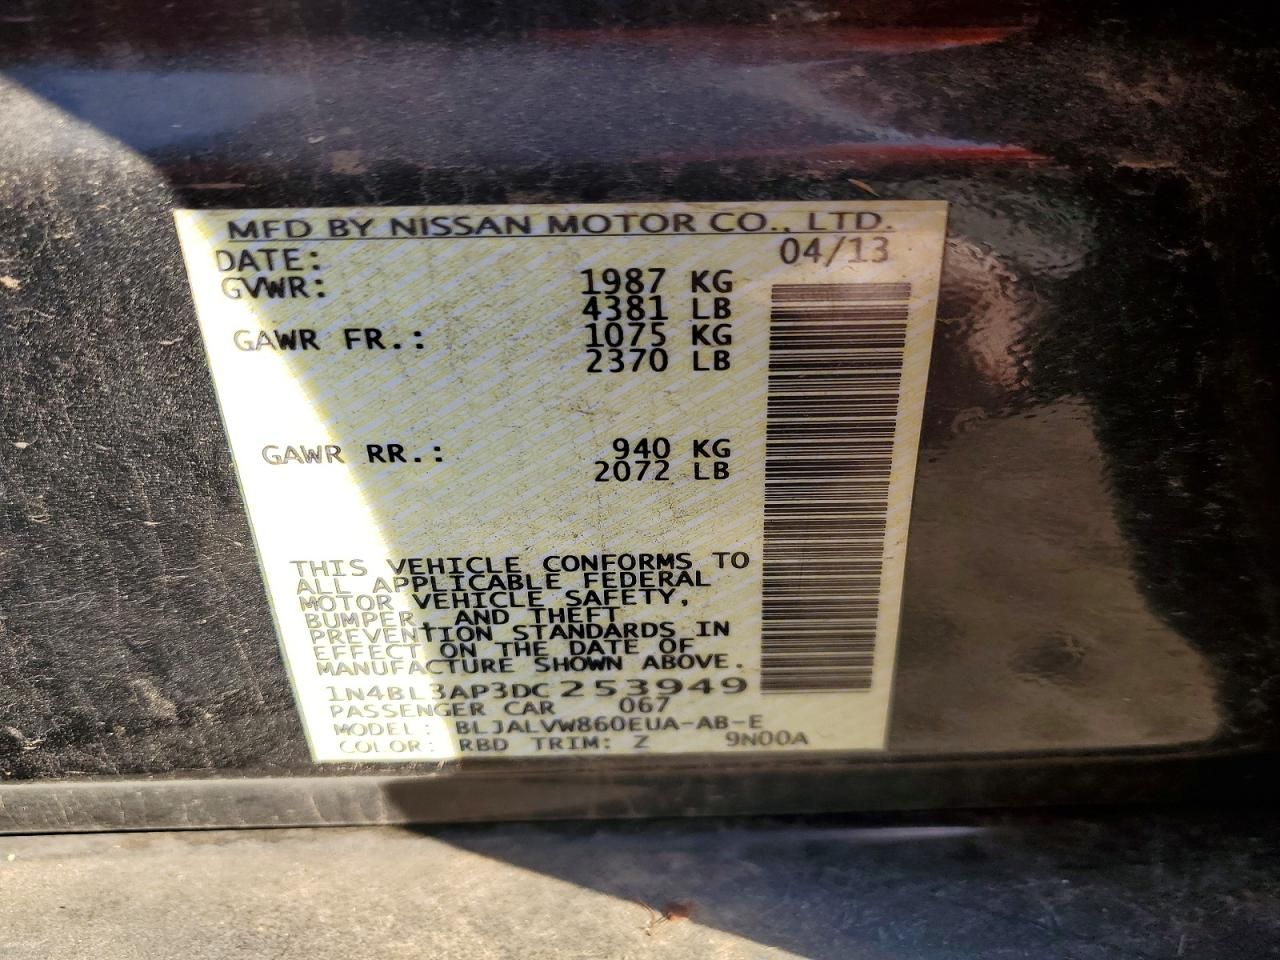 MFD BY NISSAN MOTOR CO., LTD.
DATE: 04/13
GVWR: 1987 KG
4381 LB
GAWR FR.: 1075 KG
2370 LB
GAWR RR.: 940 KG
2072 LB
THIS VEHICLE CONFORMS TO
ALL APPLICABLE FEDERAL
MOTOR VEHICLE SAFETY,
BUMPER, AND THEFT
PREVENTION STANDARDS IN
EFFECT ON THE DATE OF
MANUFACTURE SHOWN ABOVE.
1N4BL3AP3DC253949
PASSENGER CAR 067
MODEL: BLJALVW860EUA-AB-E
COLOR: RBD TRIM: Z 9N00A